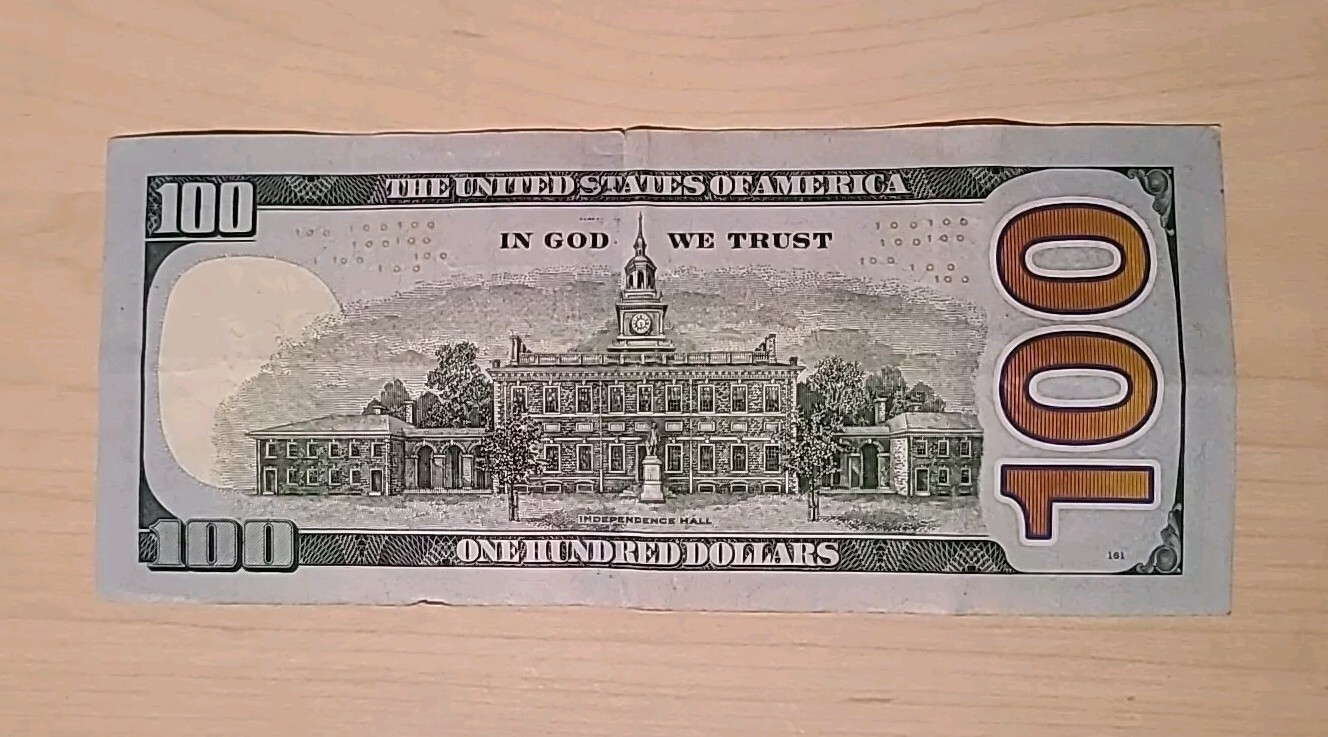 THE UNITED STATES OF AMERICA
100
IN GOD WE TRUST
100
INDEPENDENCE HALL
100
ONE HUNDRED DOLLARS
161